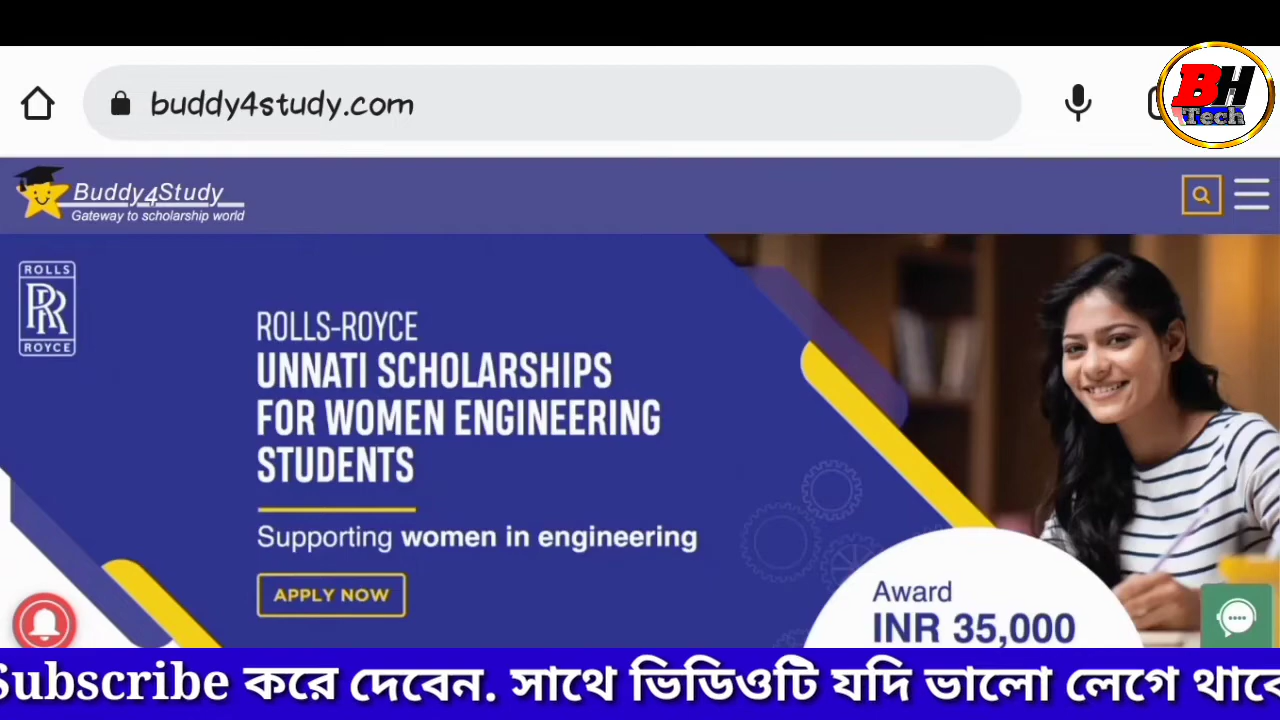 buddy4study.com
BH
Tech
Buddy4Study
Gateway to scholarship world
ROLLS
RR
ROYCE
ROLLS-ROYCE
UNNATI SCHOLARSHIPS
FOR WOMEN ENGINEERING
STUDENTS
Supporting women in engineering
APPLY NOW
Award
INR 35,000
Subscribe করে দেবেন. সাথে ভিডিওটি যদি ভালো লেগে থাকে